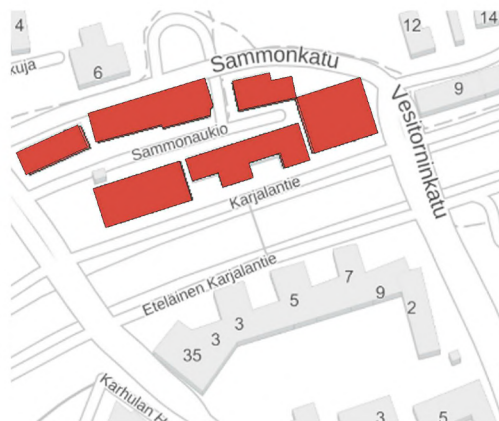 4
12
14
6
kuja
Sammonkatu
9
Vesitorninkatu
Sammonaukio
Karjalantie
Eteläinen Karjalantie
7
5
9
3
2
3
35
Karhulan
3
5